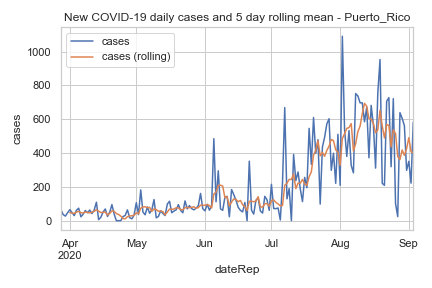 New COVID-19 daily cases and 5 day rolling mean - Puerto_Rico
cases
cases (rolling)
1000
800
600
400
200
0
cases
Apr
2020
May
Jun
Jul
Aug
Sep
dateRep